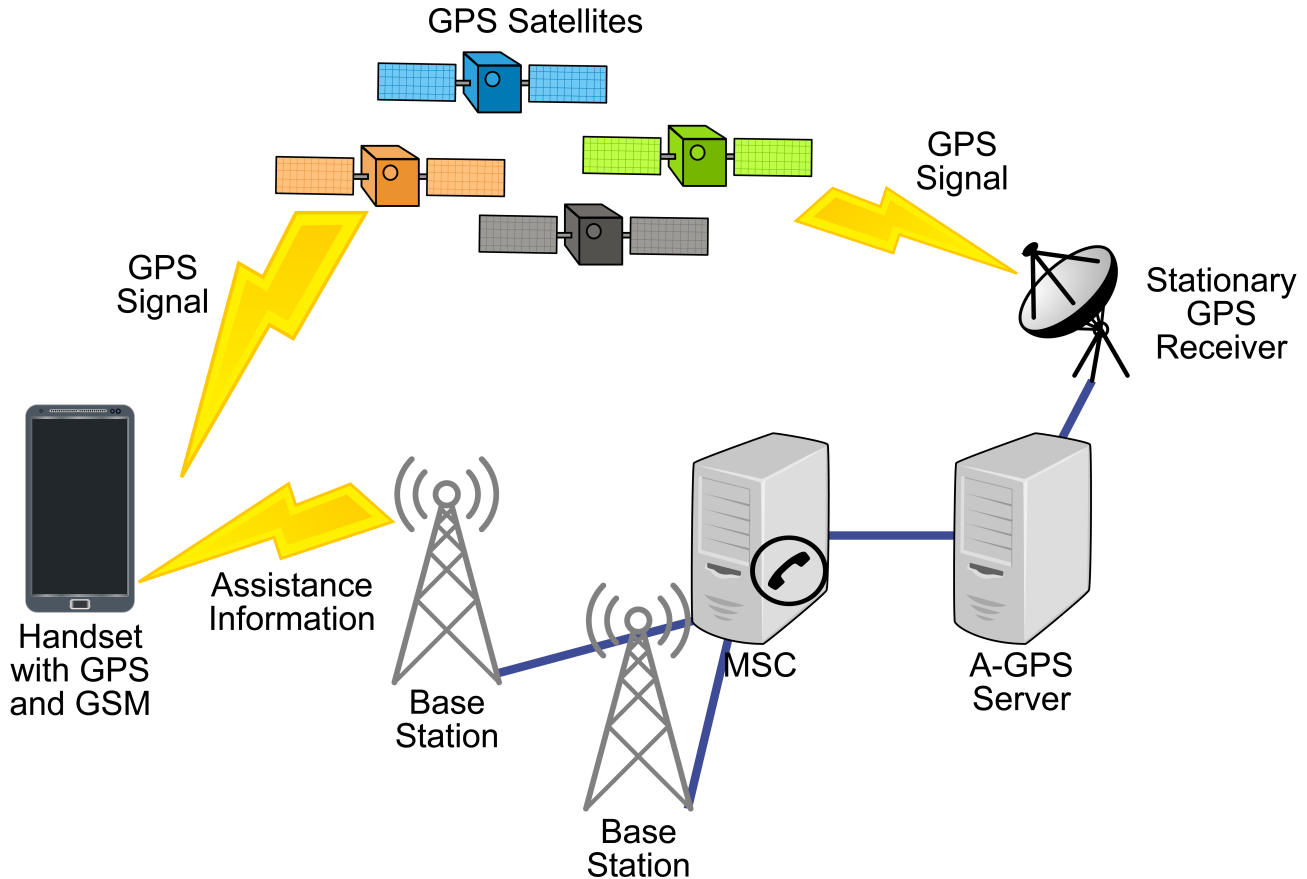 GPS Satellites
GPS
Signal
GPS
Signal
Stationary
GPS
Receiver
Assistance
Information
Handset
with GPS
and GSM
MSC
A-GPS
Server
Base
Station
Base
Station